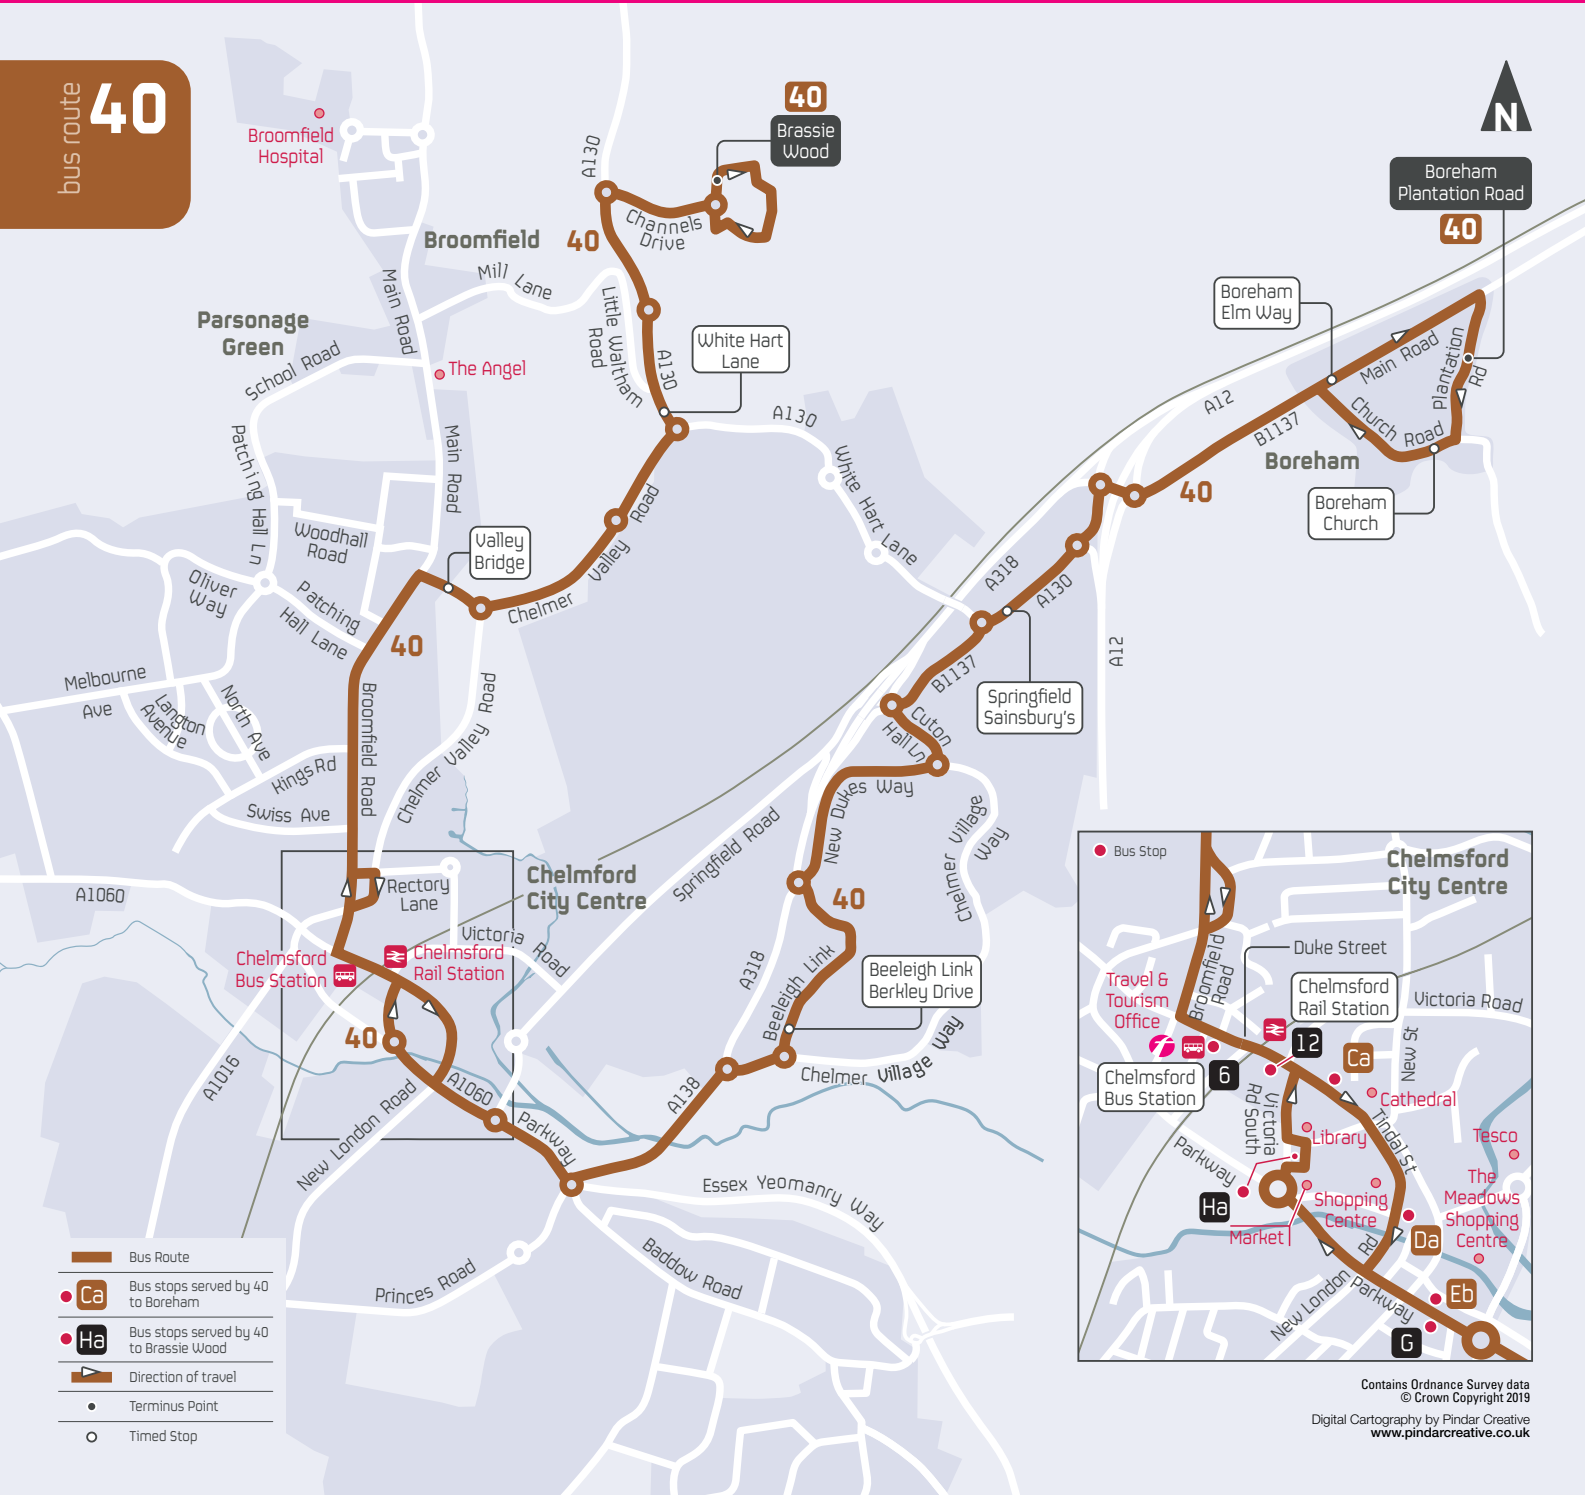 bus route
40
Broomfield
Hospital
A130
40
Brassie
Wood
N
Boreham
Plantation Road
40
Broomfield
40
Channels
Drive
Mill Lane
Main Road
Little Waltham
Road
Parsonage
Green
School Road
The Angel
White Hart
Lane
A130
A130
Boreham
Elm Way
Main Road
Plantation
Rd
A12
B1137
Church Road
Boreham
Boreham
Church
40
Patching Hall Ln
Main Road
White Hart Lane
Woodhall
Road
Valley
Bridge
Chelmer Valley Road
Oliver
Way
Patching
Hall Lane
40
A318
A130
A12
B1137
Springfield
Sainsbury's
Cuton
Hall Ln
Melbourne
Ave
Langton
Avenue
North Ave
Broomfield Road
Chelmer Valley Road
Kings Rd
Swiss Ave
New Dukes Way
Chelmer Village
Way
Springfield Road
A1060
Rectory
Lane
Chelmford
City Centre
40
Victoria Road
Chelmsford
Bus Station
Chelmsford
Rail Station
A318
Beeleigh Link
Beeleigh Link
Berkley Drive
40
A1016
A1060
New London Road
Parkway
A138
Chelmer Village Way
Essex Yeomanry Way
Baddow Road
Princes Road
Bus Route
Ca
Bus stops served by 40
to Boreham
Ha
Bus stops served by 40
to Brassie Wood
Direction of travel
Terminus Point
Timed Stop
Bus Stop
Chelmsford
City Centre
Duke Street
Broomfield
Road
Chelmsford
Rail Station
Victoria Road
Travel &
Tourism
Office
12
Ca
New St
6
Chelmsford
Bus Station
Cathedral
Victoria
Rd South
Library
Tindal St
Tesco
Parkway
Ha
Shopping
Centre
The
Meadows
Shopping
Centre
Market
Da
Rd
New London
Parkway
Eb
G
Contains Ordnance Survey data
© Crown Copyright 2019
Digital Cartography by Pindar Creative
www.pindarcreative.co.uk